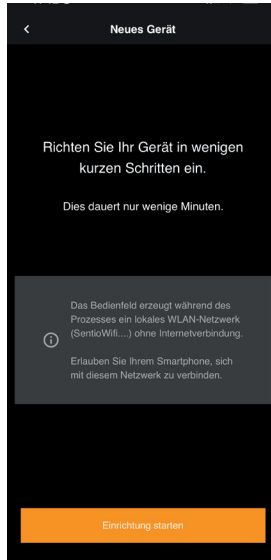 Neues Gerät
Richten Sie Ihr Gerät in wenigen
kurzen Schritten ein.
Dies dauert nur wenige Minuten.
Das Bedienfeld erzeugt während des
Prozesses ein lokales WLAN-Netzwerk
(SentioWifi....) ohne Internetverbindung.
Erlauben Sie Ihrem Smartphone, sich
mit diesem Netzwerk zu verbinden.
Einrichtung starten